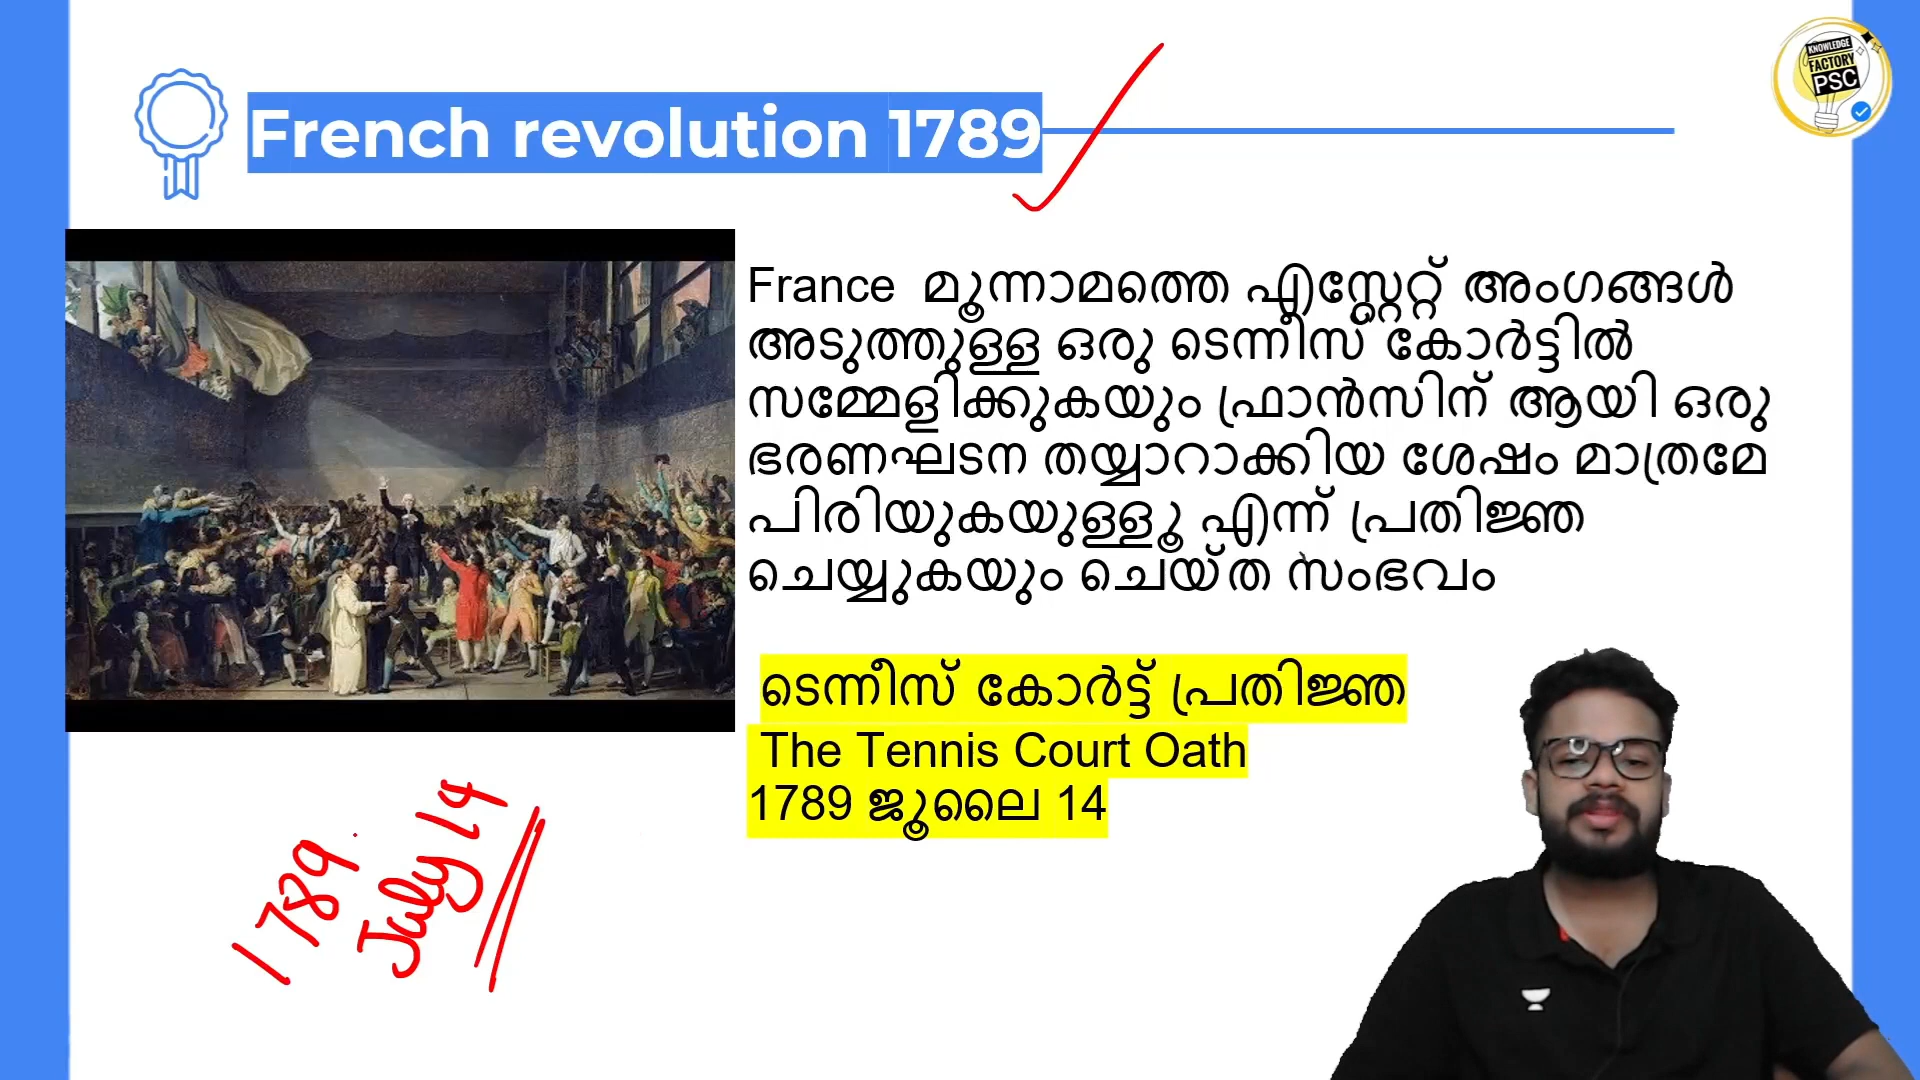 KNOWLEDGE
FACTORY
PSC
French revolution 1789
France മൂന്നാമത്തെ എസ്റ്റേറ്റ് അംഗങ്ങൾ
അടുത്തുള്ള ഒരു ടെന്നീസ് കോർട്ടിൽ
സമ്മേളിക്കുകയും ഫ്രാൻസിന് ആയി ഒരു
ഭരണഘടന തയ്യാറാക്കിയ ശേഷം മാത്രമേ
പിരിയുകയുള്ളൂ എന്ന് പ്രതിജ്ഞ
ചെയ്യുകയും ചെയ്ത സംഭവം
ടെന്നീസ് കോർട്ട് പ്രതിജ്ഞ
The Tennis Court Oath
1789 ജൂലൈ 14
1789
July 14